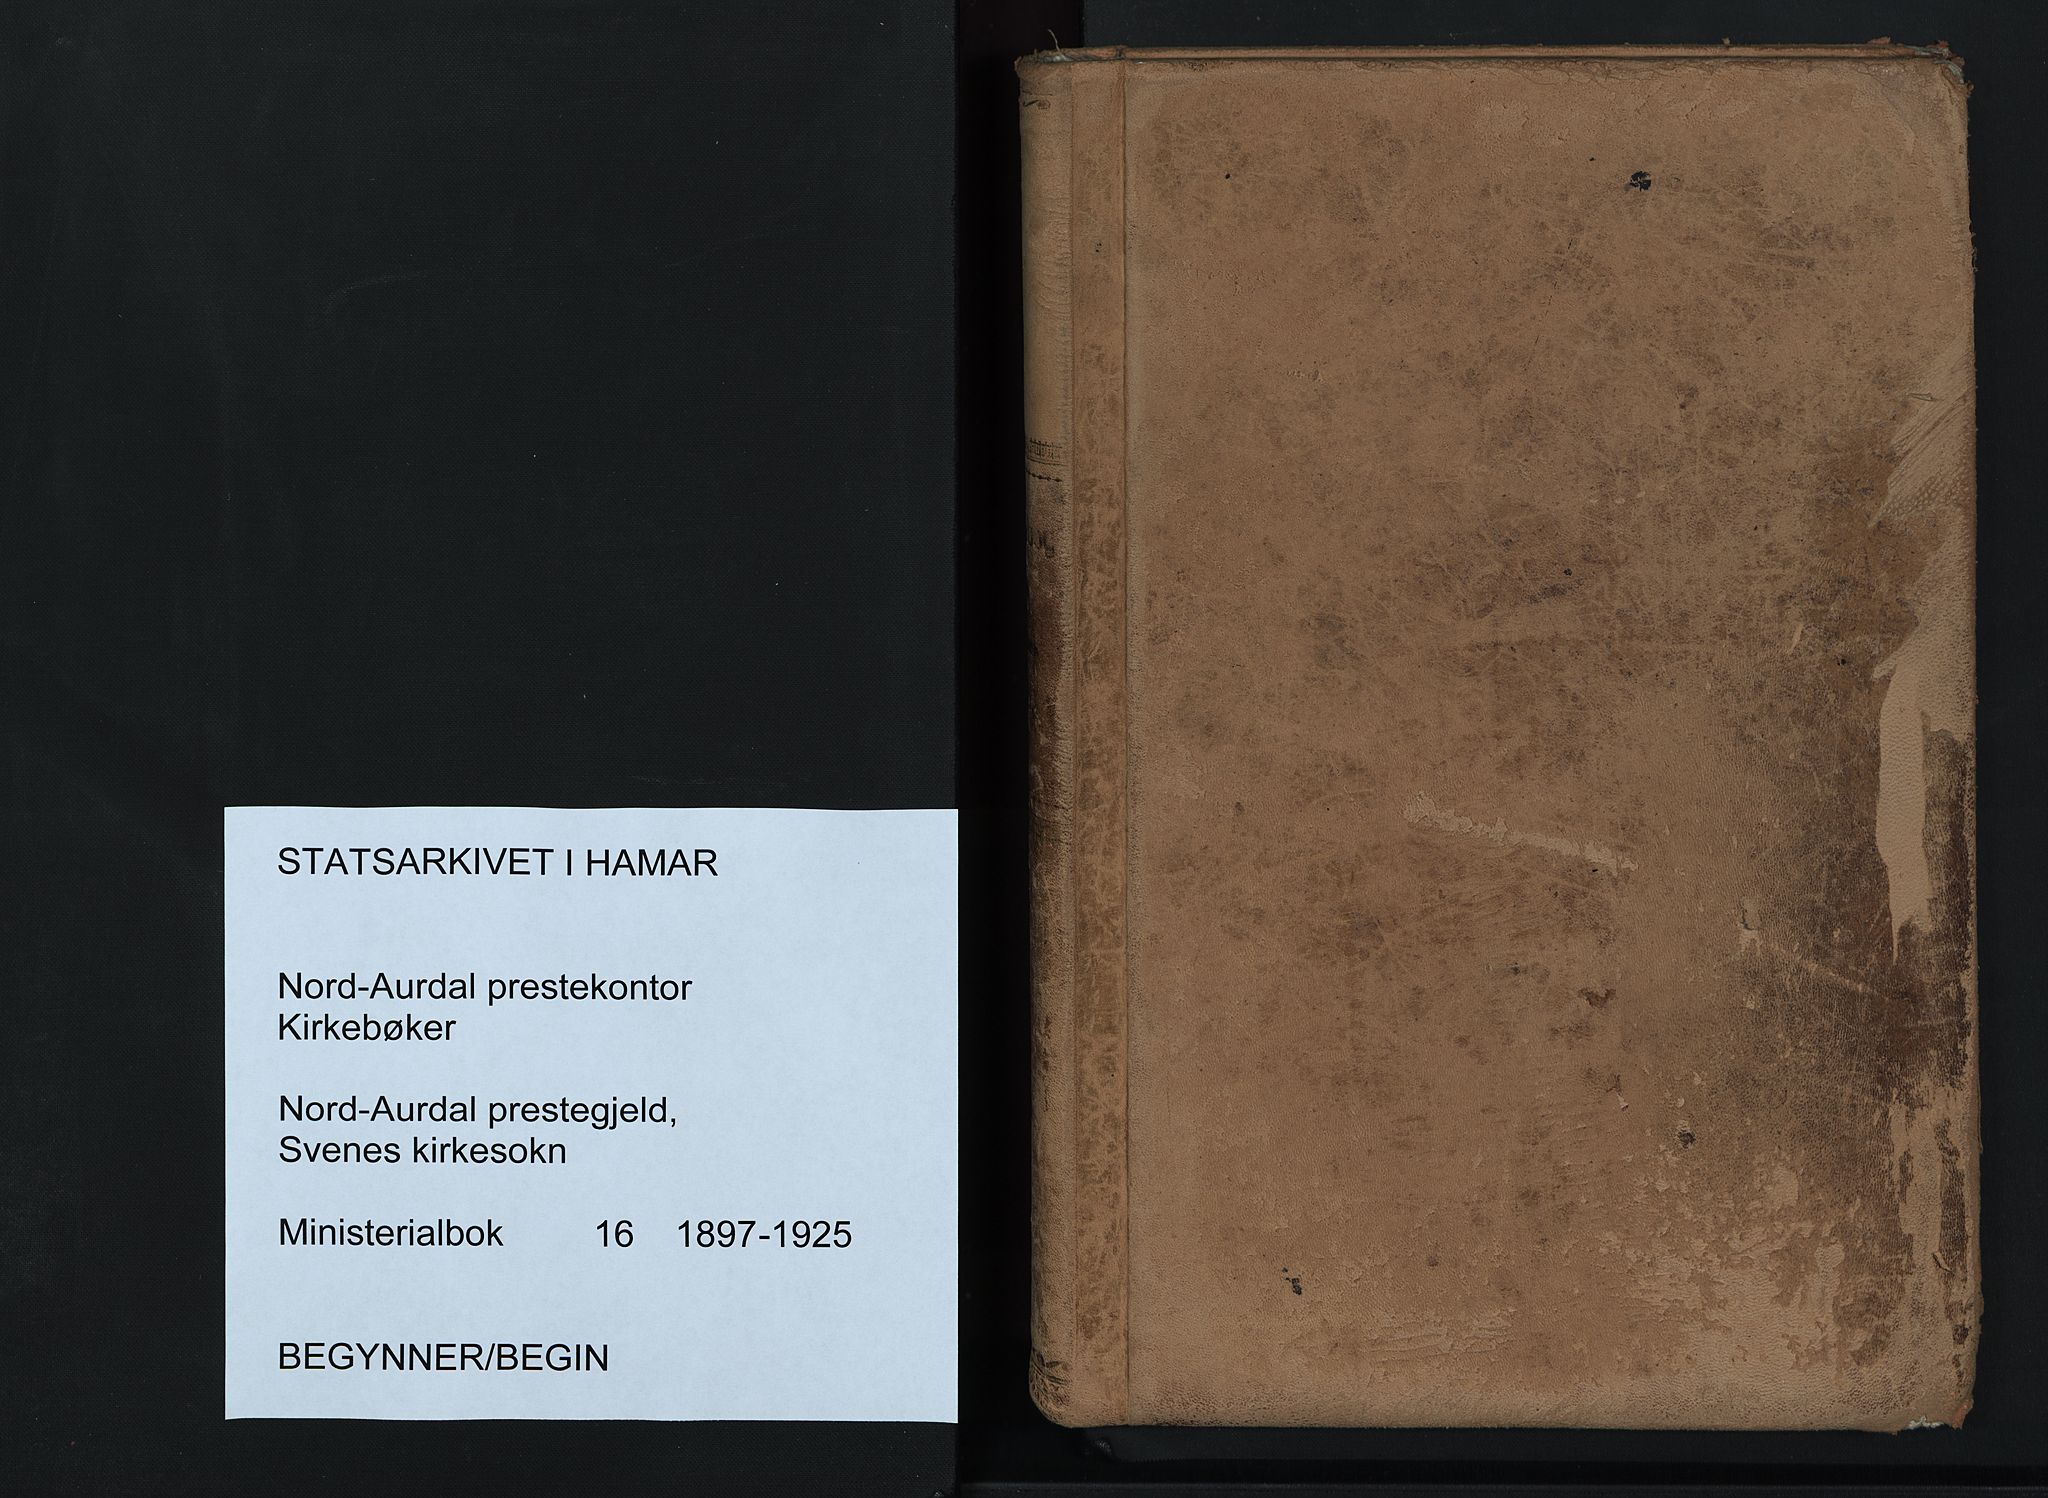 STATSARKIVET I HAMAR
Nord-Aurdal prestekontor
Kirkebøker
Nord-Aurdal prestegjeld,
Svenes kirkesokn
Ministerialbok 16 1897-1925
BEGYNNER/BEGIN